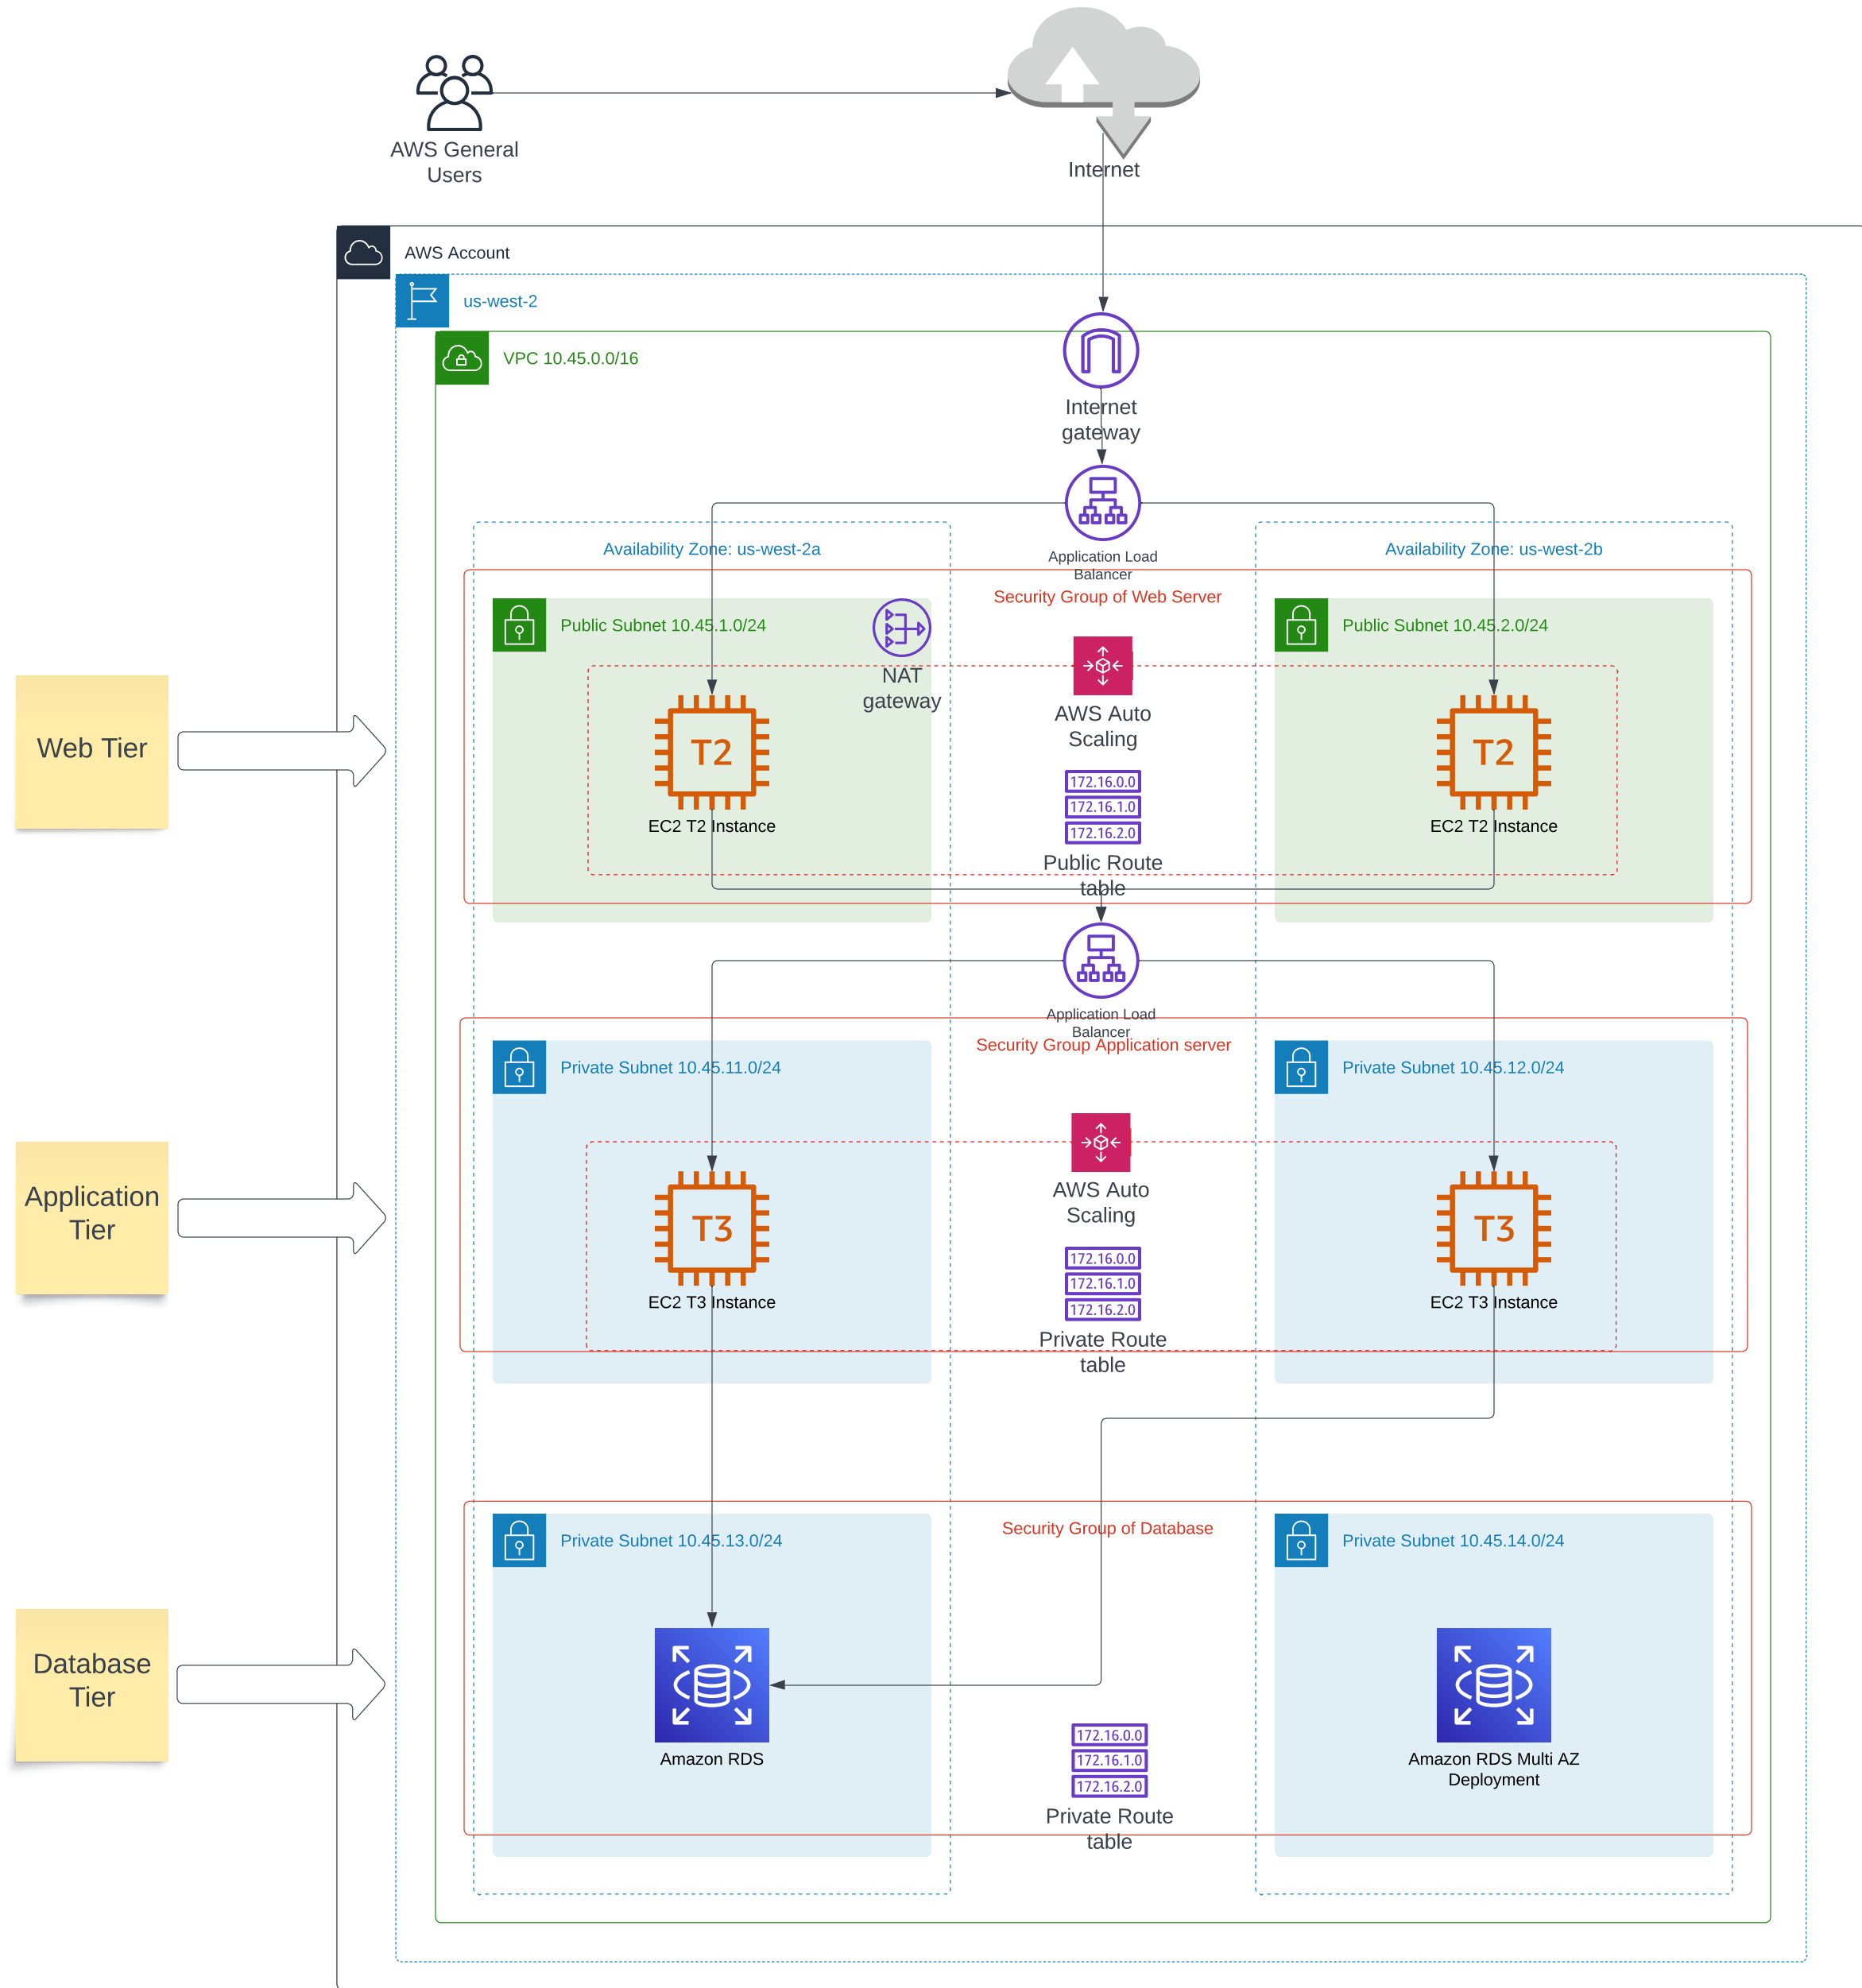 AWS General
Users
Internet
AWS Account
us-west-2
VPC 10.45.0.0/16
Internet
gateway
Application Load
Balancer
Availability Zone: us-west-2a
Availability Zone: us-west-2b
Security Group of Web Server
Public Subnet 10.45.1.0/24
NAT
gateway
Public Subnet 10.45.2.0/24
Web Tier
T2
EC2 T2 Instance
AWS Auto
Scaling
172.16.0.0
172.16.1.0
172.16.2.0
Public Route
table
T2
EC2 T2 Instance
Application Load
Balancer
Security Group Application server
Private Subnet 10.45.11.0/24
Private Subnet 10.45.12.0/24
Application
Tier
T3
EC2 T3 Instance
AWS Auto
Scaling
172.16.0.0
172.16.1.0
172.16.2.0
Private Route
table
T3
EC2 T3 Instance
Security Group of Database
Private Subnet 10.45.13.0/24
Private Subnet 10.45.14.0/24
Database
Tier
Amazon RDS
172.16.0.0
172.16.1.0
172.16.2.0
Private Route
table
Amazon RDS Multi AZ
Deployment